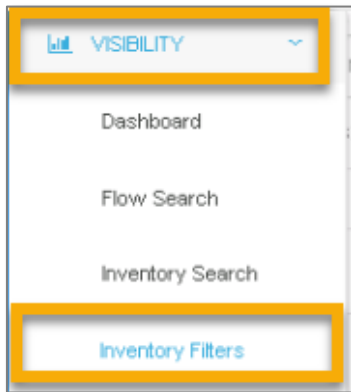 VISIBILITY
Dashboard
Flow Search
Inventory Search
Inventory Filters